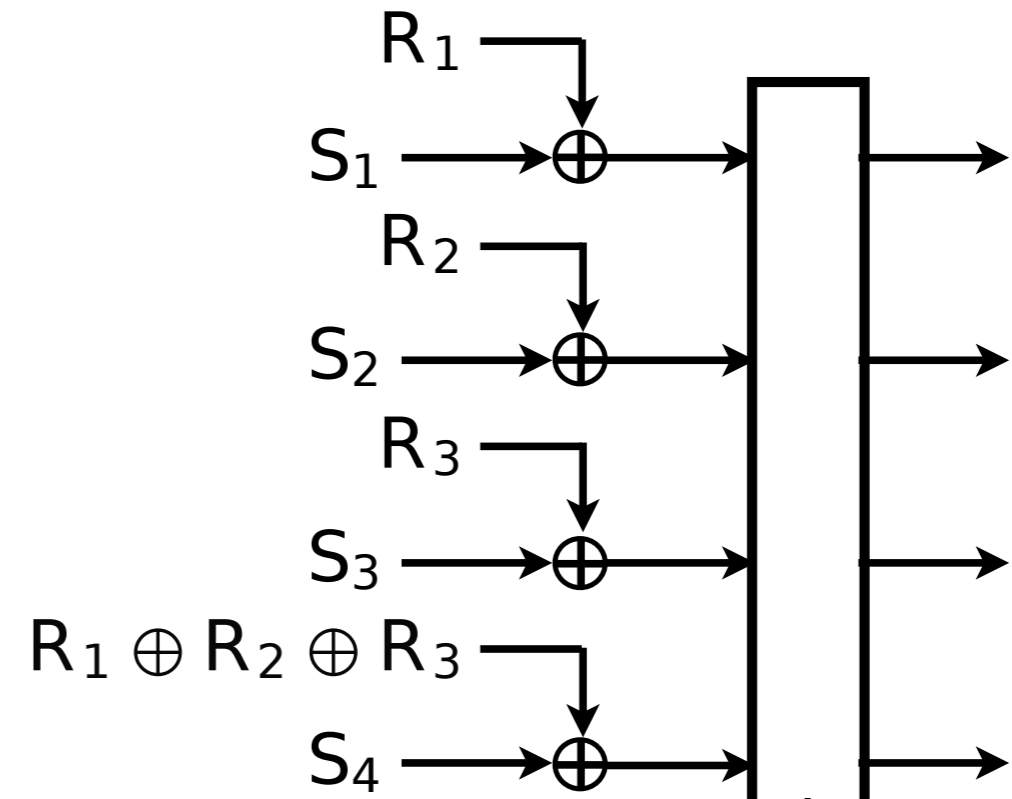 R₁
S₁
R₂
S₂
R₃
S₃
R₁ ⊕ R₂ ⊕ R₃
S₄